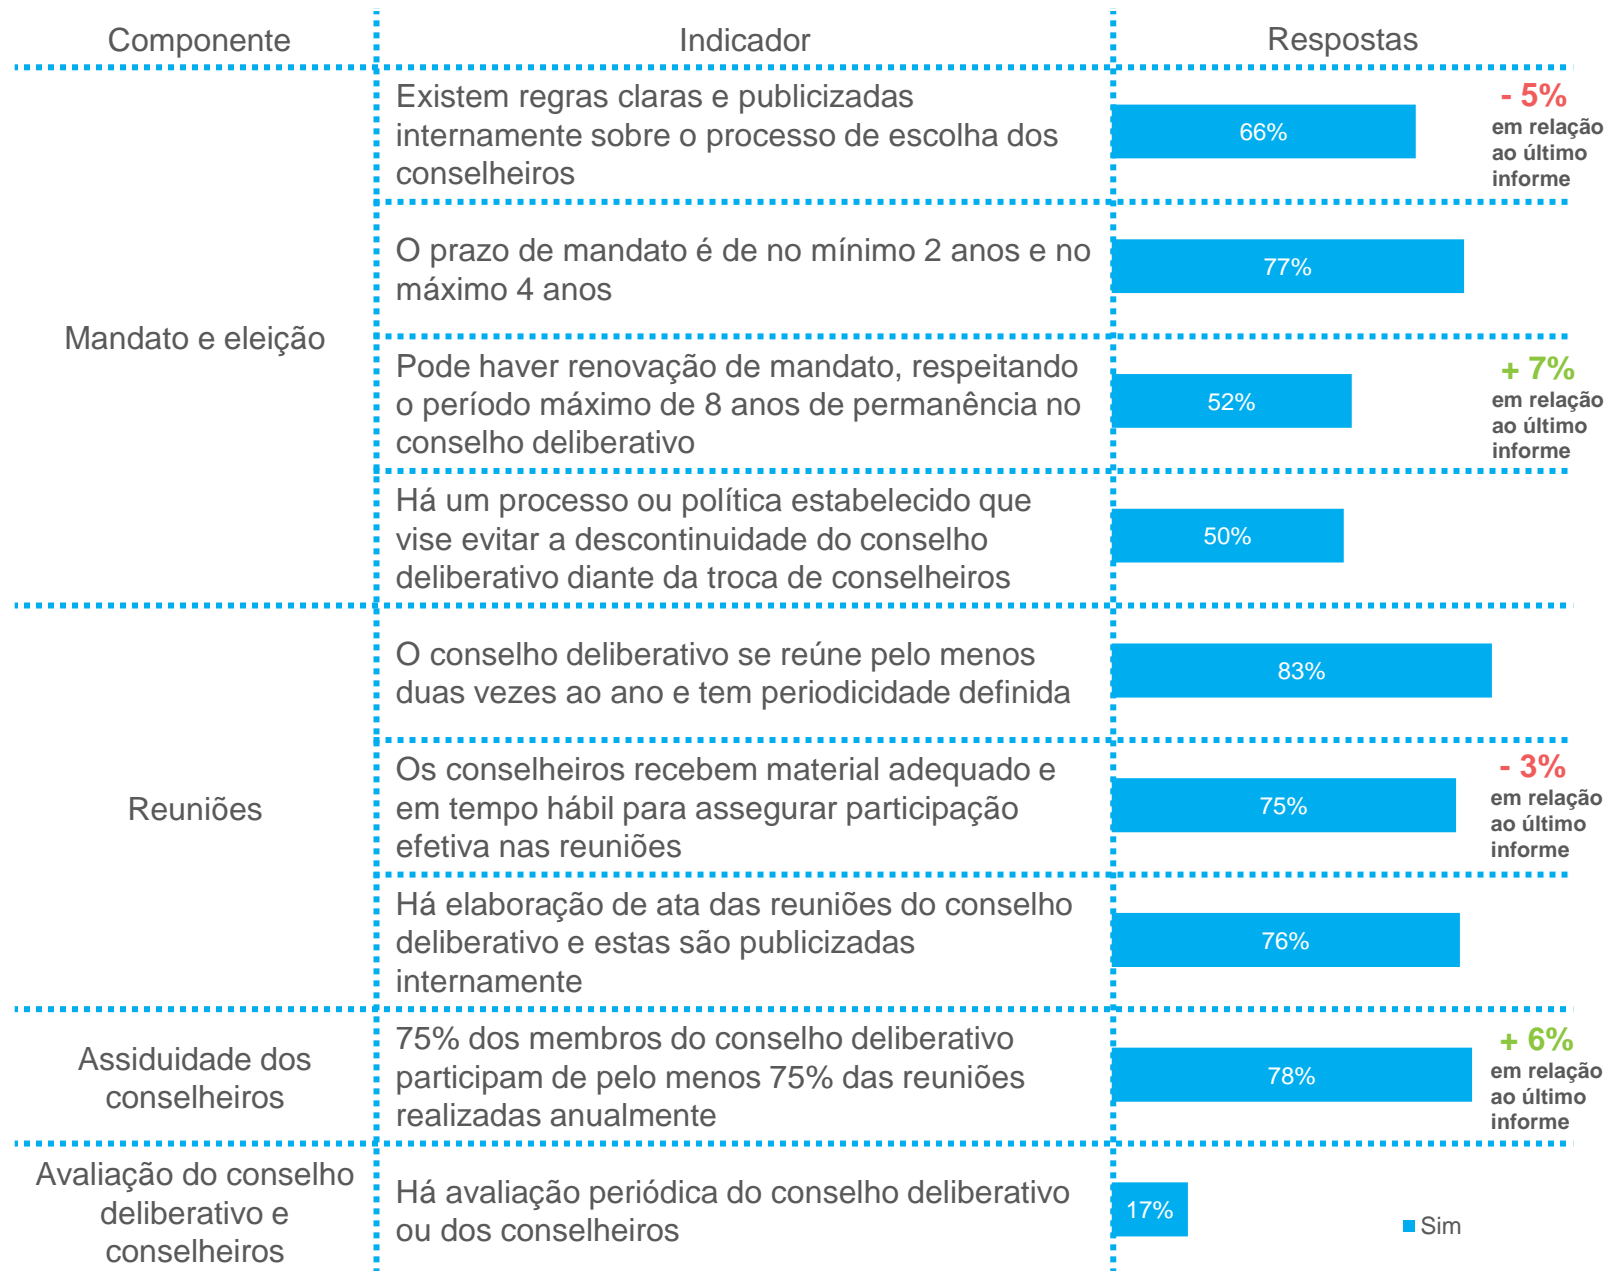 Componente
Indicador
Respostas
Mandato e eleição
Existem regras claras e publicizadas
internamente sobre o processo de escolha dos
conselheiros
66%
- 5%
em relação
ao último
informe
O prazo de mandato é de no mínimo 2 anos e no
máximo 4 anos
77%
Pode haver renovação de mandato, respeitando
o período máximo de 8 anos de permanência no
conselho deliberativo
52%
+ 7%
em relação
ao último
informe
Há um processo ou política estabelecido que
vise evitar a descontinuidade do conselho
deliberativo diante da troca de conselheiros
50%
Reuniões
O conselho deliberativo se reúne pelo menos
duas vezes ao ano e tem periodicidade definida
83%
Os conselheiros recebem material adequado e
em tempo hábil para assegurar participação
efetiva nas reuniões
75%
- 3%
em relação
ao último
informe
Há elaboração de ata das reuniões do conselho
deliberativo e estas são publicizadas
internamente
76%
Assiduidade dos
conselheiros
75% dos membros do conselho deliberativo
participam de pelo menos 75% das reuniões
realizadas anualmente
78%
+ 6%
em relação
ao último
informe
Avaliação do conselho
deliberativo e
conselheiros
Há avaliação periódica do conselho deliberativo
ou dos conselheiros
17%
Sim